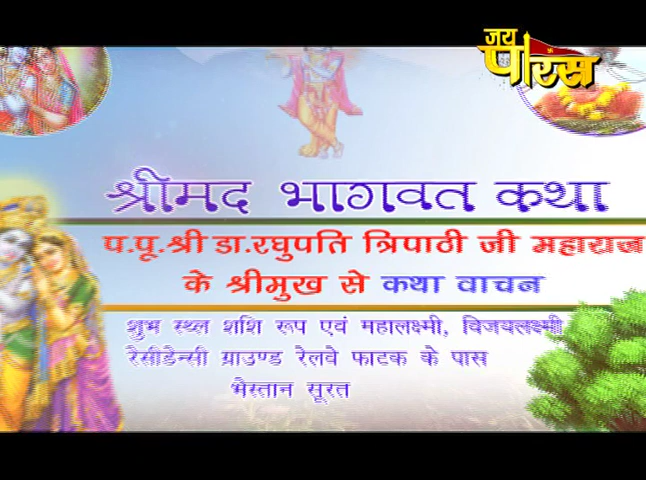 जय
पारस
श्रीमद भागवत कथा
प.पू.श्री डा.रघुपति त्रिपाठी जी महाराज
के श्रीमुख से कथा वाचन
शुभ स्थ्ल शशि रूप एवं महालक्ष्मी, विजयलक्ष्मी
रेसीडेन्सी ग्राउण्ड रेलवे फाटक के पास
भेस्तान सूरत